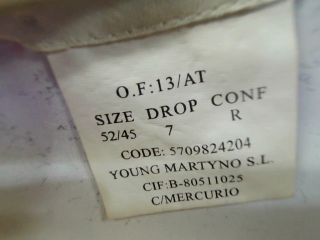 O.F:13/AT
SIZE DROP CONF
52/45 7 R
CODE: 5709824204
YOUNG MARTYNO S.L.
CIF:B-80511025
C/MERCURIO